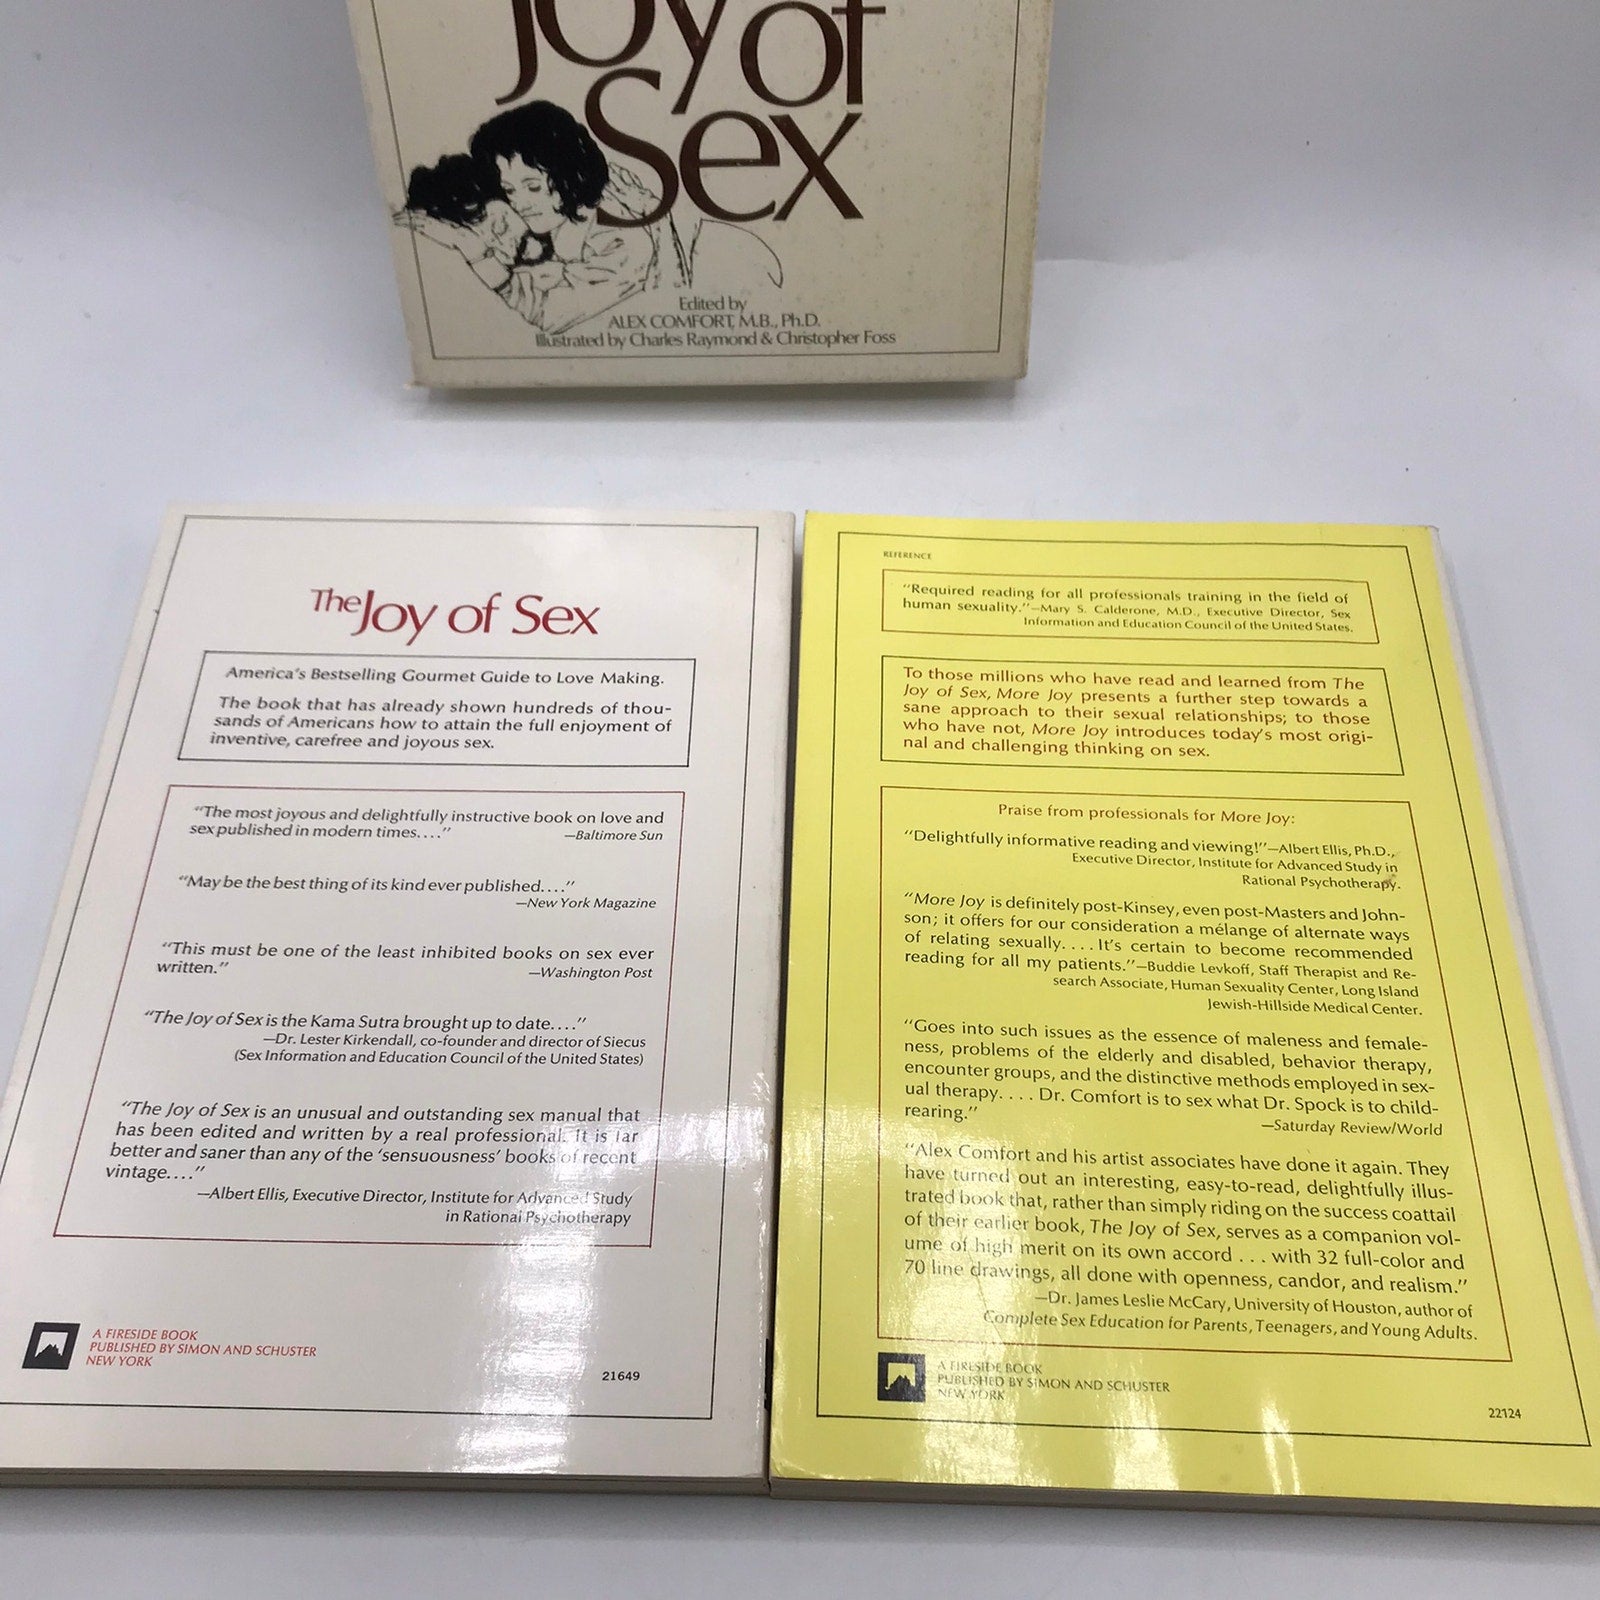 Joy of
Sex
Edited by
ALEX COMFORT, M.B., Ph.D.
Illustrated by Charles Raymond & Christopher Foss
The Joy of Sex
America's Bestselling Gourmet Guide to Love Making.
The book that has already shown hundreds of thou-
sands of Americans how to attain the full enjoyment of
inventive, carefree and joyous sex.
"The most joyous and delightfully instructive book on love and
sex published in modern times...."
—Baltimore Sun
"May be the best thing of its kind ever published...."
—New York Magazine
"This must be one of the least inhibited books on sex ever
written."
—Washington Post
"The Joy of Sex is the Kama Sutra brought up to date...."
—Dr. Lester Kirkendall, co-founder and director of Siecus
(Sex Information and Education Council of the United States)
"The Joy of Sex is an unusual and outstanding sex manual that
has been edited and written by a real professional. It is far
better and saner than any of the 'sensuousness' books of recent
vintage...."
—Albert Ellis, Executive Director, Institute for Advanced Study
in Rational Psychotherapy
A FIRESIDE BOOK
PUBLISHED BY SIMON AND SCHUSTER
NEW YORK
21649
REFERENCE
"Required reading for all professionals training in the field of
human sexuality."—Mary S. Calderone, M.D., Executive Director, Sex
Information and Education Council of the United States.
To those millions who have read and learned from The
Joy of Sex, More Joy presents a further step towards a
sane approach to their sexual relationships; to those
who have not, More Joy introduces today's most origi-
nal and challenging thinking on sex.
Praise from professionals for More Joy:
"Delightfully informative reading and viewing!"—Albert Ellis, Ph.D.,
Executive Director, Institute for Advanced Study in
Rational Psychotherapy.
"More Joy is definitely post-Kinsey, even post-Masters and John-
son; it offers for our consideration a mélange of alternate ways
of relating sexually.... It's certain to become recommended
reading for all my patients."—Buddie Levkoff, Staff Therapist and Re-
search Associate, Human Sexuality Center, Long Island
Jewish-Hillside Medical Center.
"Goes into such issues as the essence of maleness and female-
ness, problems of the elderly and disabled, behavior therapy,
encounter groups, and the distinctive methods employed in sex-
ual therapy.... Dr. Comfort is to sex what Dr. Spock is to child-
rearing."
—Saturday Review/World
"Alex Comfort and his artist associates have done it again. They
have turned out an interesting, easy-to-read, delightfully illus-
trated book that, rather than simply riding on the success coattail
of their earlier book, The Joy of Sex, serves as a companion vol-
ume of high merit on its own accord ... with 32 full-color and
70 line drawings, all done with openness, candor, and realism."
—Dr. James Leslie McCary, University of Houston, author of
Complete Sex Education for Parents, Teenagers, and Young Adults.
A FIRESIDE BOOK
PUBLISHED BY SIMON AND SCHUSTER
NEW YORK
22124